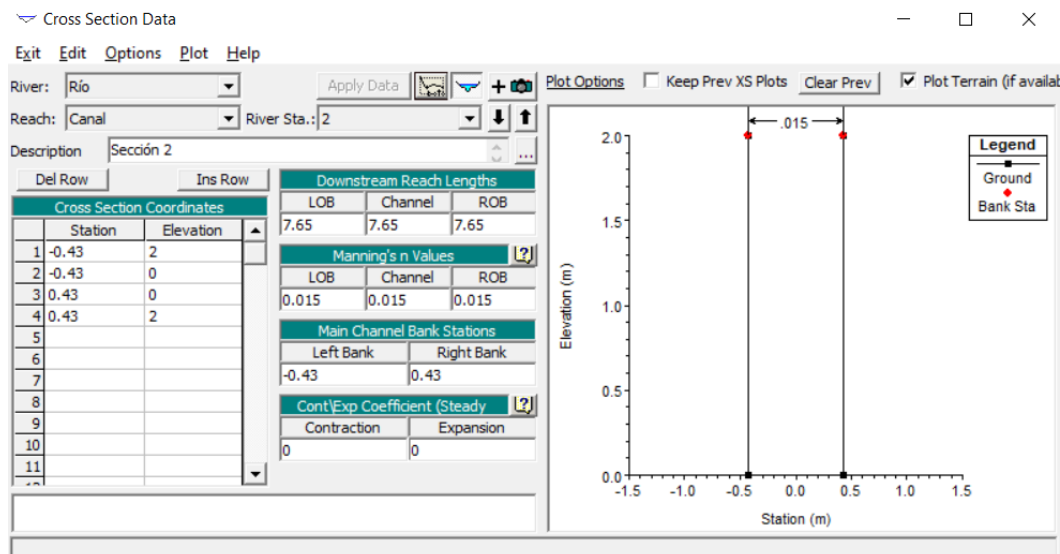 Cross Section Data
Exit Edit Options Plot Help
River: Río Apply Data
Reach: Canal River Sta.: 2
Description Sección 2 ...
Del Row Ins Row
Cross Section Coordinates
Station Elevation
1 -0.43 2
2 -0.43 0
3 0.43 0
4 0.43 2
5
6
7
8
9
10
11
Downstream Reach Lengths
LOB Channel ROB
7.65 7.65 7.65
Manning's n Values
LOB Channel ROB
0.015 0.015 0.015
Main Channel Bank Stations
Left Bank Right Bank
-0.43 0.43
Cont\Exp Coefficient (Steady
Contraction Expansion
0 0
Plot Options Keep Prev XS Plots Clear Prev Plot Terrain (if availab
.015
2.0
1.5
1.0
0.5
0.0
Elevation (m)
-1.5 -1.0 -0.5 0.0 0.5 1.0 1.5
Station (m)
Legend
Ground
Bank Sta